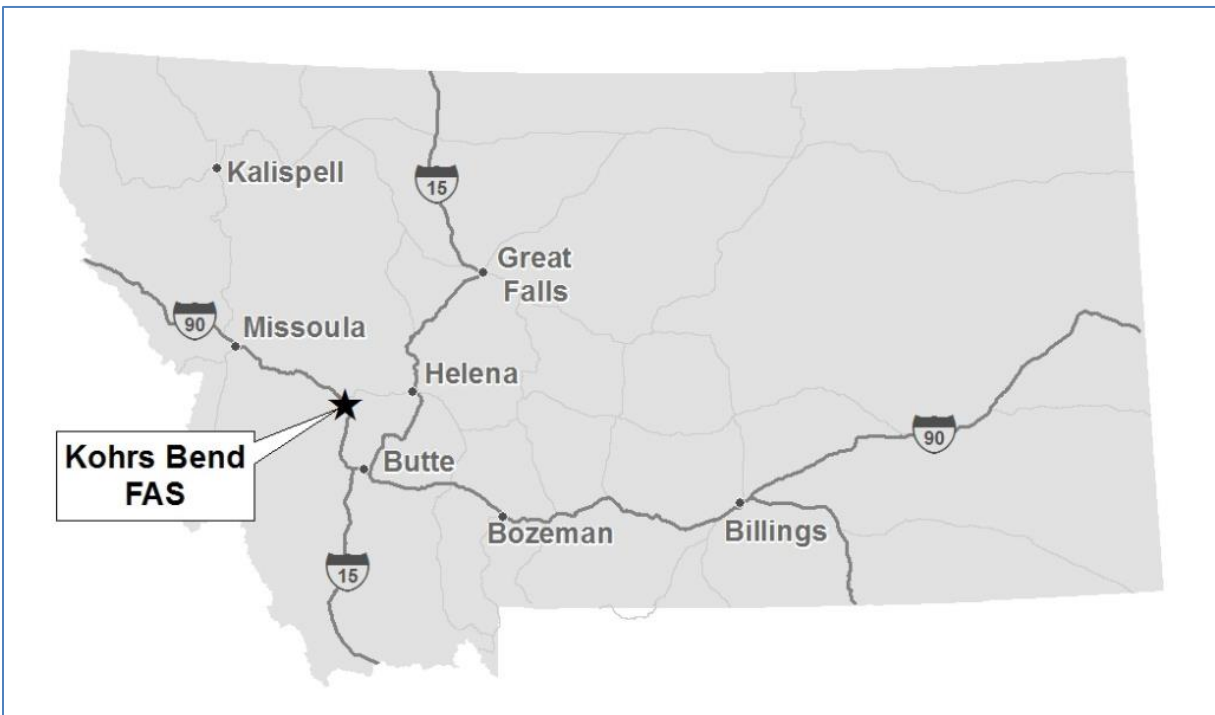 Kalispell
15
Great
Falls
90
Missoula
Helena
Kohrs Bend
FAS
Butte
90
Bozeman
Billings
15